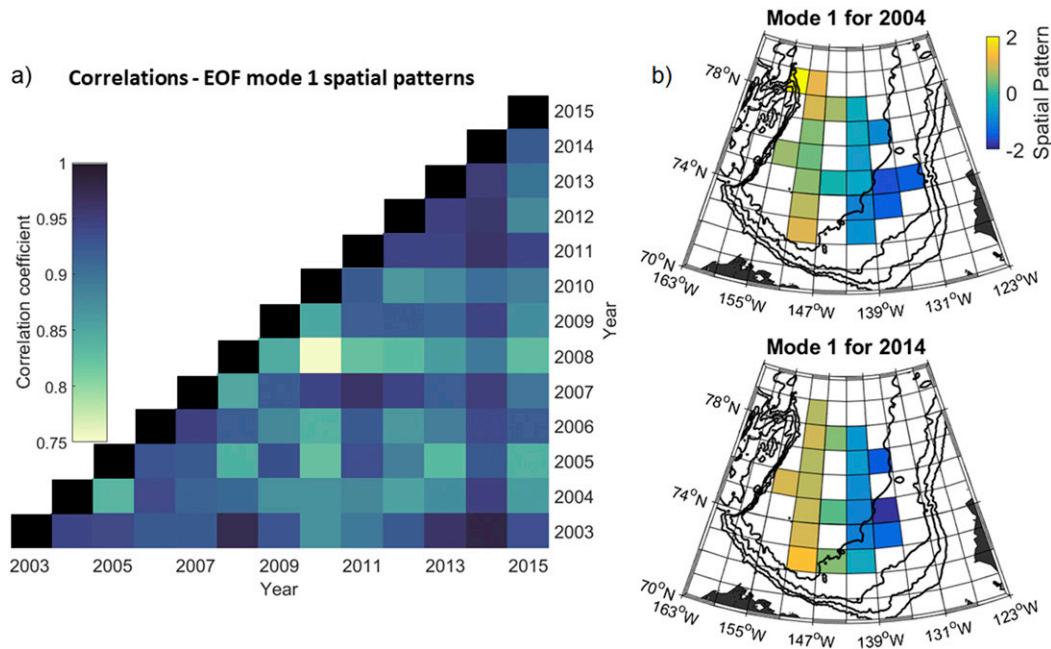 a)
Correlations - EOF mode 1 spatial patterns
Correlation coefficient
1
0.95
0.9
0.85
0.8
0.75
2015
2014
2013
2012
2011
2010
2009
2008
2007
2006
2005
2004
2003
Year
2003 2005 2007 2009 2011 2013 2015
Year
b)
Mode 1 for 2004
78°N
74°N
70°N
163°W
155°W
147°W
139°W
131°W
123°W
2
0
-2
Spatial Pattern
Mode 1 for 2014
78°N
74°N
70°N
163°W
155°W
147°W
139°W
131°W
123°W